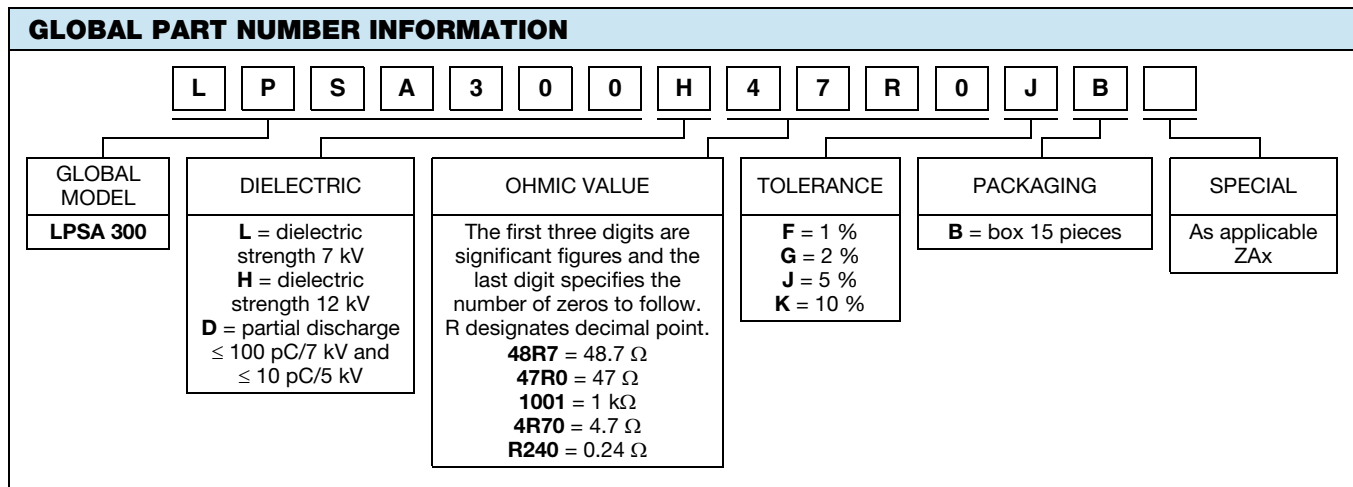 GLOBAL PART NUMBER INFORMATION
L P S A 3 0 0 H 4 7 R 0 J B
GLOBAL
MODEL
LPSA 300
DIELECTRIC
L = dielectric
strength 7 kV
H = dielectric
strength 12 kV
D = partial discharge
≤ 100 pC/7 kV and
≤ 10 pC/5 kV
OHMIC VALUE
The first three digits are
significant figures and the
last digit specifies the
number of zeros to follow.
R designates decimal point.
48R7 = 48.7 Ω
47R0 = 47 Ω
1001 = 1 kΩ
4R70 = 4.7 Ω
R240 = 0.24 Ω
TOLERANCE
F = 1 %
G = 2 %
J = 5 %
K = 10 %
PACKAGING
B = box 15 pieces
SPECIAL
As applicable
ZAx